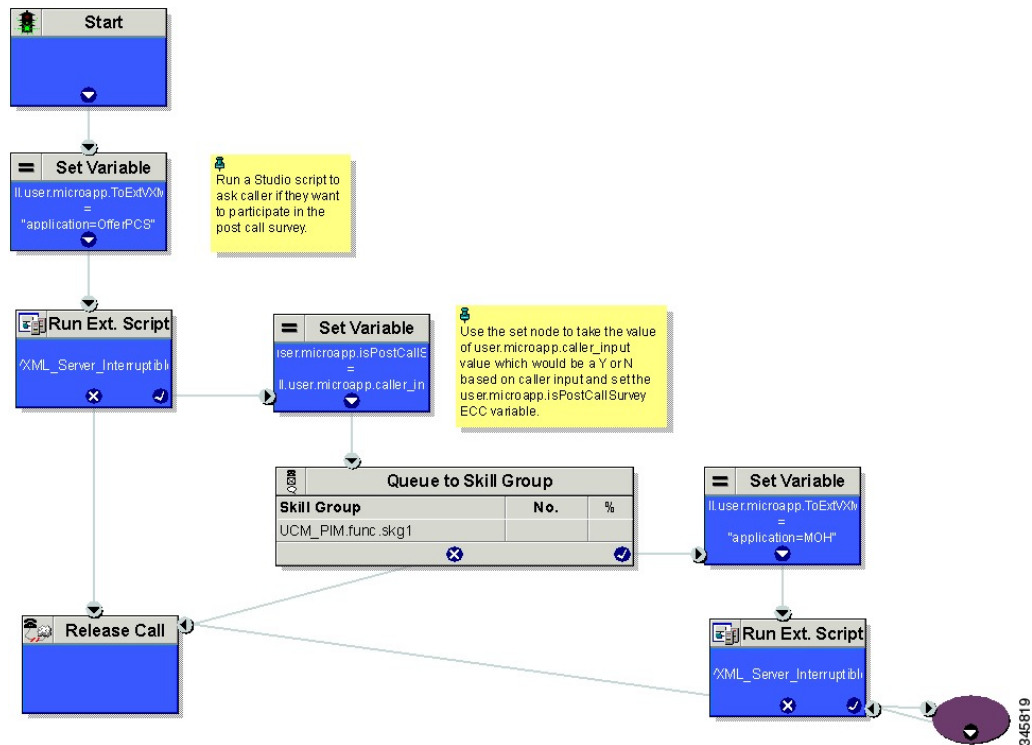 Start
Set Variable
ll.user.microapp.ToExtVXM
=
"application=OfferPCS"
Run a Studio script to
ask caller if they want
to participate in the
post call survey.
Run Ext. Script
XML_Server_Interruptible
Set Variable
user.microapp.isPostCallS
=
ll.user.microapp.caller_in
Use the set node to take the value
of user.microapp.caller_input
value which would be a Y or N
based on caller input and set the
user.microapp.isPostCallSurvey
ECC variable.
Queue to Skill Group
Skill Group No. %
UCM_PIM.func.skg1
Set Variable
ll.user.microapp.ToExtVXM
=
"application=MOH"
Release Call
Run Ext. Script
XML_Server_Interruptible
345819